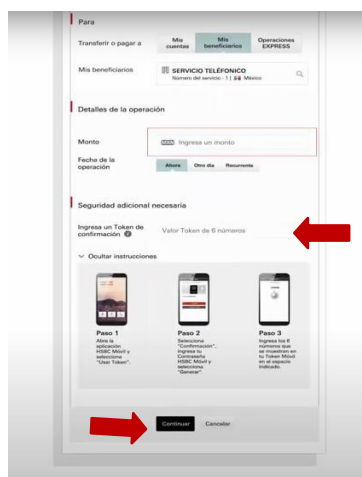 Para
Transferir o pagar a
Mis cuentas
Mis beneficiarios
Operaciones EXPRESS
Mis beneficiarios
SERVICIO TELÉFONICO
Número del servicio - 1 | México
Detalles de la operación
Monto
MXN Ingresa un monto
Fecha de la operación
Ahora
Otro día
Recurrente
Seguridad adicional necesaria
Ingresa un Token de confirmación
Valor Token de 6 números
Ocultar instrucciones
Paso 1
Abre la
aplicación
HSBC Móvil y
selecciona
"User Token".
Paso 2
Selecciona
"Confirmación",
ingresa tu
Contraseña
HSBC Móvil y
selecciona
"Generar".
Paso 3
Ingresa los 6
números que
se muestran en
tu Token Móvil
en el espacio
indicado.
Continuar
Cancelar